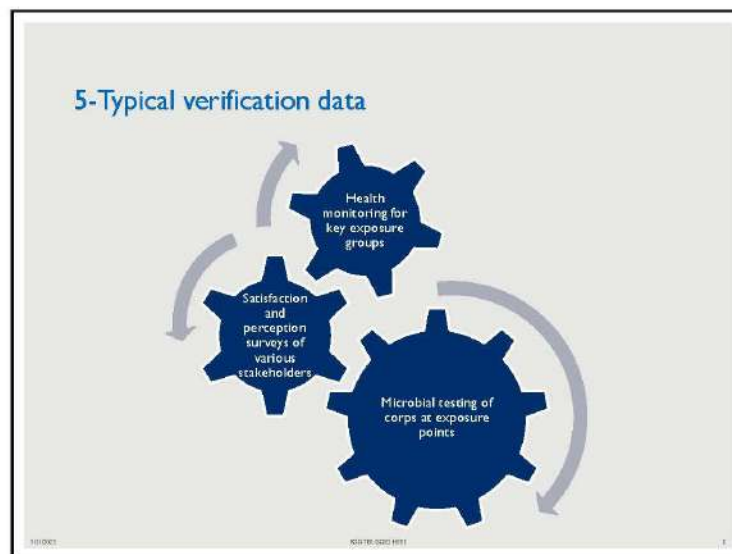 5-Typical verification data
Health
monitoring for
key exposure
groups
Satisfaction
and
perception
surveys of
various
stakeholders
Microbial testing of
corps at exposure
points